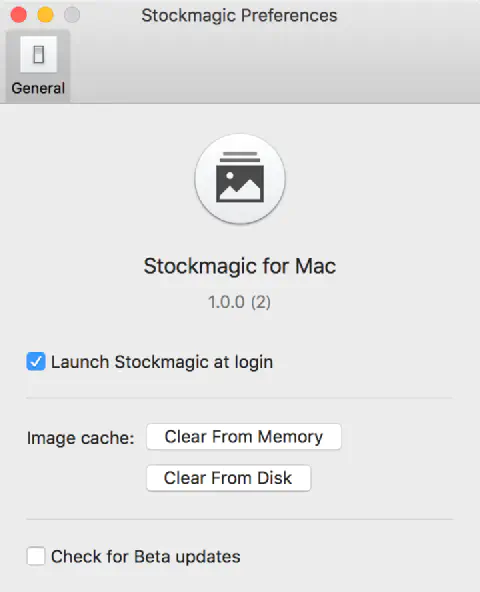 Stockmagic Preferences
General
Stockmagic for Mac
1.0.0 (2)
Launch Stockmagic at login
Image cache: Clear From Memory
Clear From Disk
Check for Beta updates